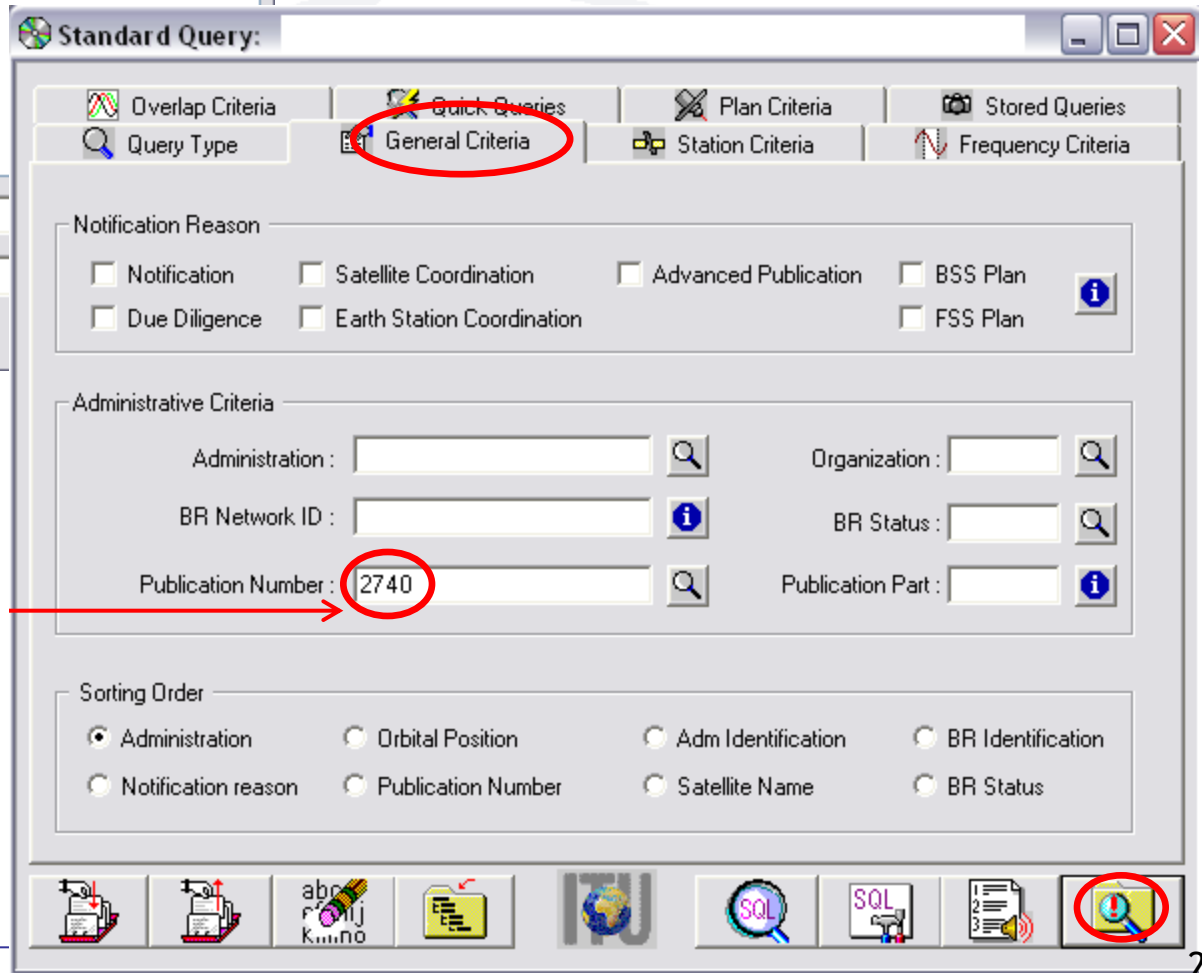 Standard Query:
Overlap Criteria Quick Queries Plan Criteria Stored Queries
Query Type General Criteria Station Criteria Frequency Criteria
Notification Reason
Notification Satellite Coordination Advanced Publication BSS Plan
Due Diligence Earth Station Coordination FSS Plan
Administrative Criteria
Administration : Organization :
BR Network ID : BR Status :
Publication Number : 2740 Publication Part :
Sorting Order
Administration Orbital Position Adm Identification BR Identification
Notification reason Publication Number Satellite Name BR Status
abc
ITU SQL SQL
2